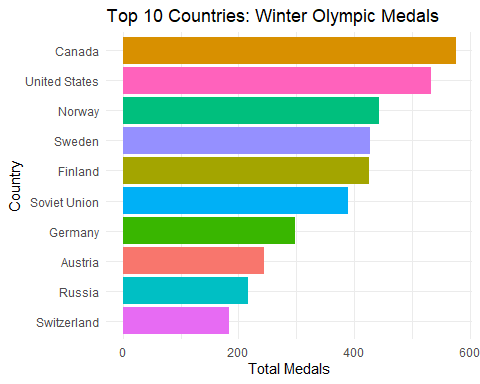 Top 10 Countries: Winter Olympic Medals
Canada
United States
Norway
Sweden
Finland
Soviet Union
Germany
Austria
Russia
Switzerland
Country
0 200 400 600
Total Medals